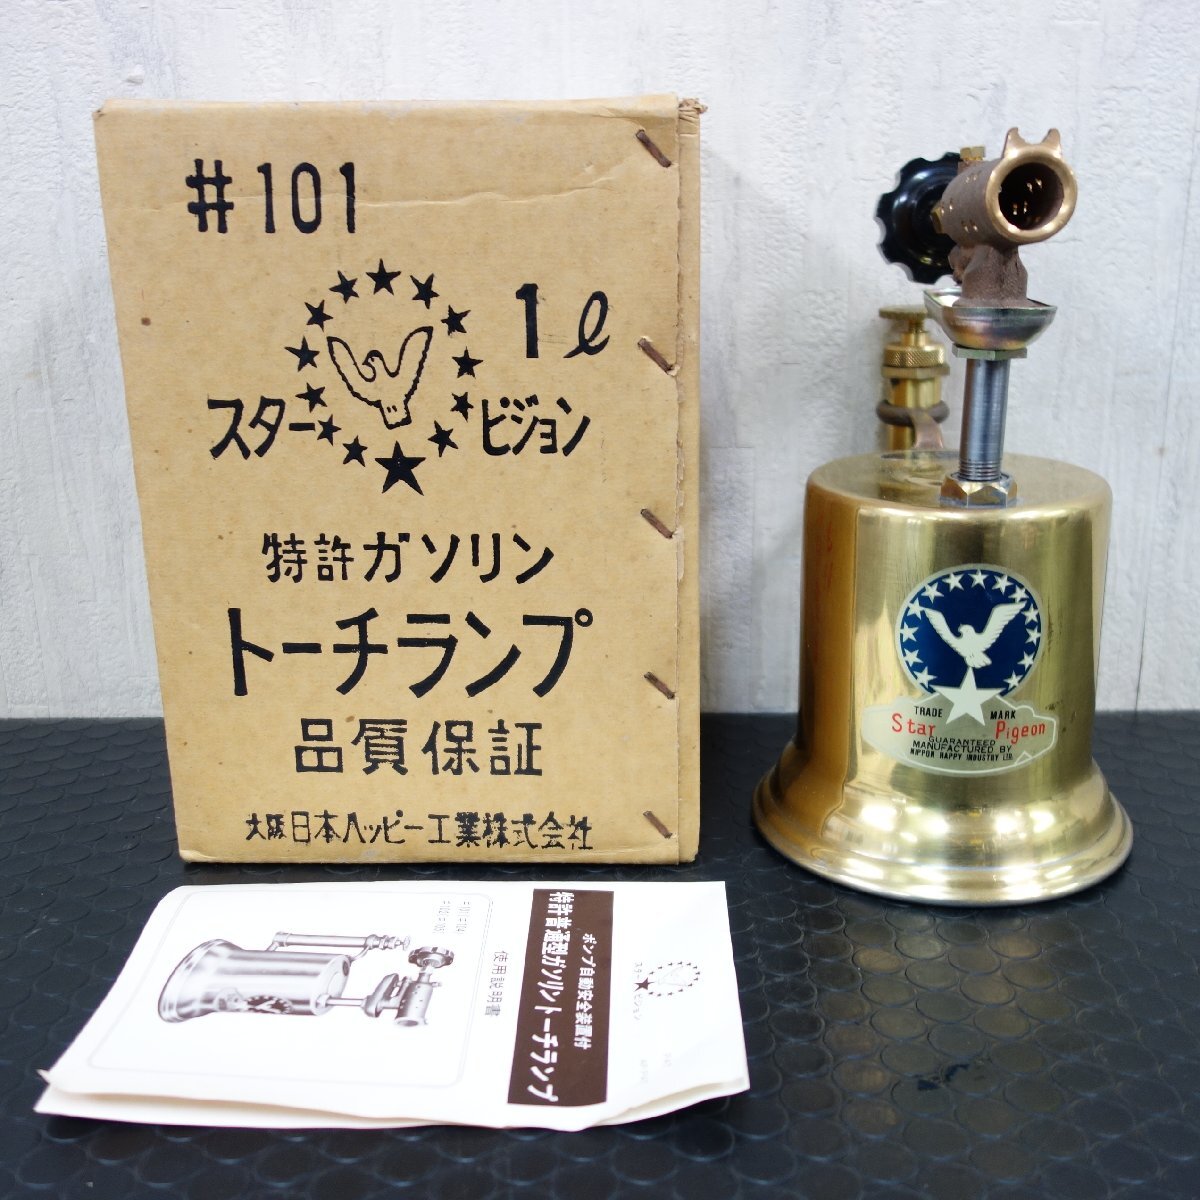 #101
1ℓ
スター ピジョン
特許ガソリン
トーチランプ
品質保証
大阪日本ハッピー工業株式会社
TRADE MARK
Star Pigeon
GUARANTEED
MANUFACTURED BY
NIPPON HAPPY INDUSTRY LTD.
スター ピジョン
ポンプ自動安全装置付
特許普通型ガソリントーチランプ
使用説明書